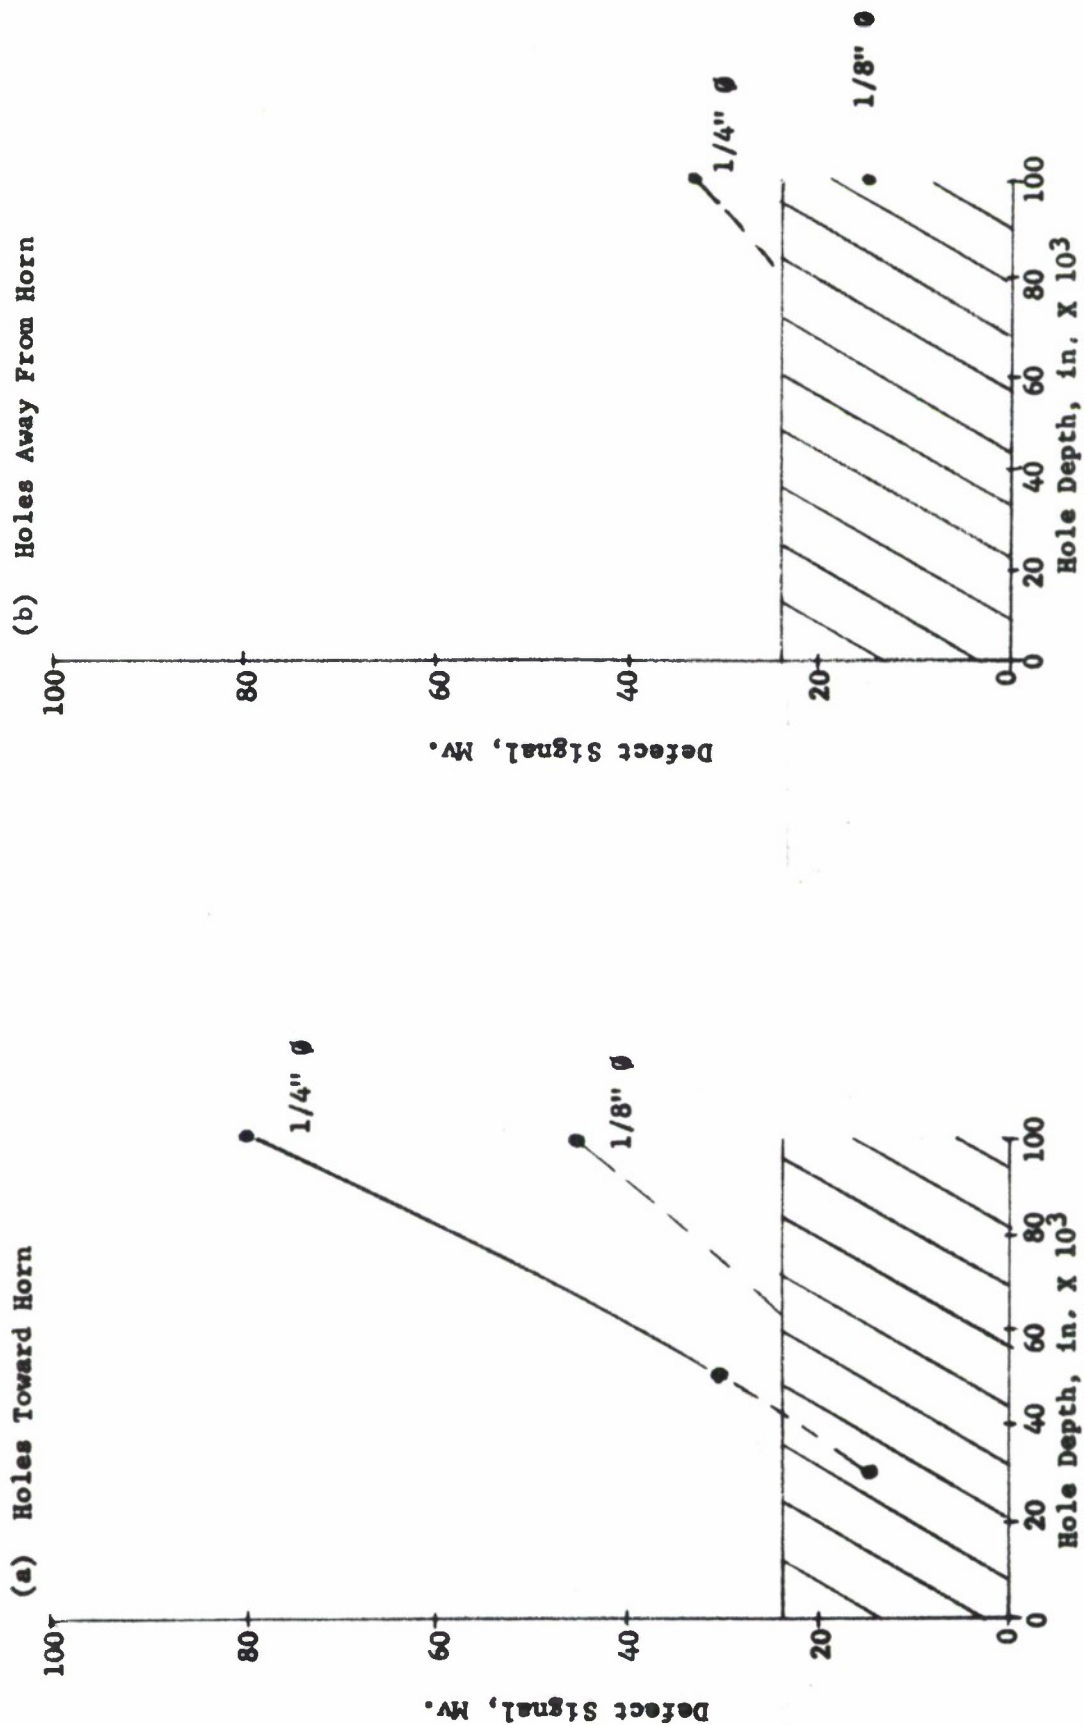 (a) Holes Toward Horn
100
80
60
40
20
0
Defect Signal, Mv.
1/4" Ø
1/8" Ø
0
20
40
60
80
100
Hole Depth, in. X 10³
(b) Holes Away From Horn
100
80
60
40
20
0
Defect Signal, Mv.
1/4" Ø
1/8" Ø
0
20
40
60
80
100
Hole Depth, in. X 10³